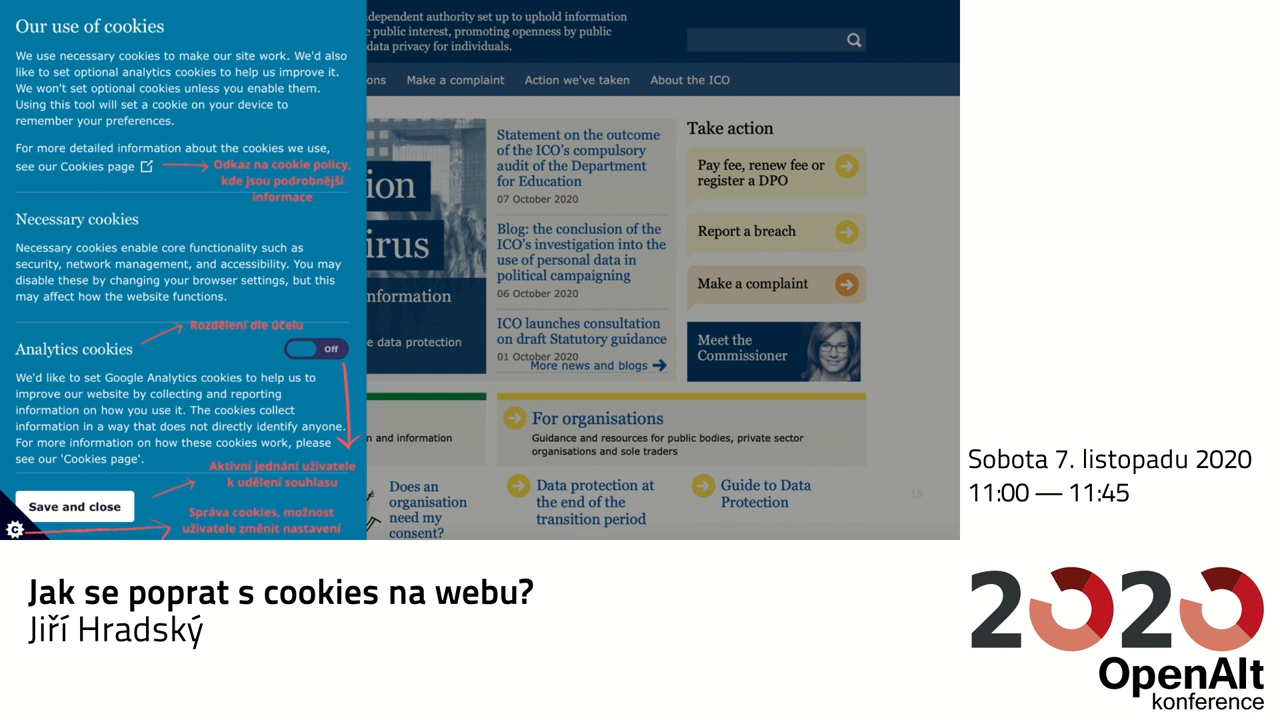 Our use of cookies
We use necessary cookies to make our site work. We'd also
like to set optional analytics cookies to help us improve it.
We won't set optional cookies unless you enable them.
Using this tool will set a cookie on your device to
remember your preferences.
For more detailed information about the cookies we use,
see our Cookies page
Odkaz na cookie policy,
kde jsou podrobnější
informace
Necessary cookies
Necessary cookies enable core functionality such as
security, network management, and accessibility. You may
disable these by changing your browser settings, but this
may affect how the website functions.
Rozdělení dle účelu
Analytics cookies
Off
We'd like to set Google Analytics cookies to help us to
improve our website by collecting and reporting
information on how you use it. The cookies collect
information in a way that does not directly identify anyone.
For more information on how these cookies work, please
see our 'Cookies page'.
Aktivní jednání uživatele
k udělení souhlasu
Save and close
Správa cookies, možnost
uživatele změnit nastavení
dependent authority set up to uphold information
e public interest, promoting openness by public
data privacy for individuals.
ons
Make a complaint
Action we've taken
About the ICO
ion
irus
nformation
e data protection
Statement on the outcome
of the ICO's compulsory
audit of the Department
for Education
07 October 2020
Blog: the conclusion of the
ICO's investigation into the
use of personal data in
political campaigning
06 October 2020
ICO launches consultation
on draft Statutory guidance
01 October 2020
More news and blogs
Take action
Pay fee, renew fee or
register a DPO
Report a breach
Make a complaint
Meet the
Commissioner
n and information
For organisations
Guidance and resources for public bodies, private sector
organisations and sole traders
Does an
organisation
need my
consent?
Data protection at
the end of the
transition period
Guide to Data
Protection
15
Sobota 7. listopadu 2020
11:00 — 11:45
Jak se poprat s cookies na webu?
Jiří Hradský
2020
OpenAlt
konference